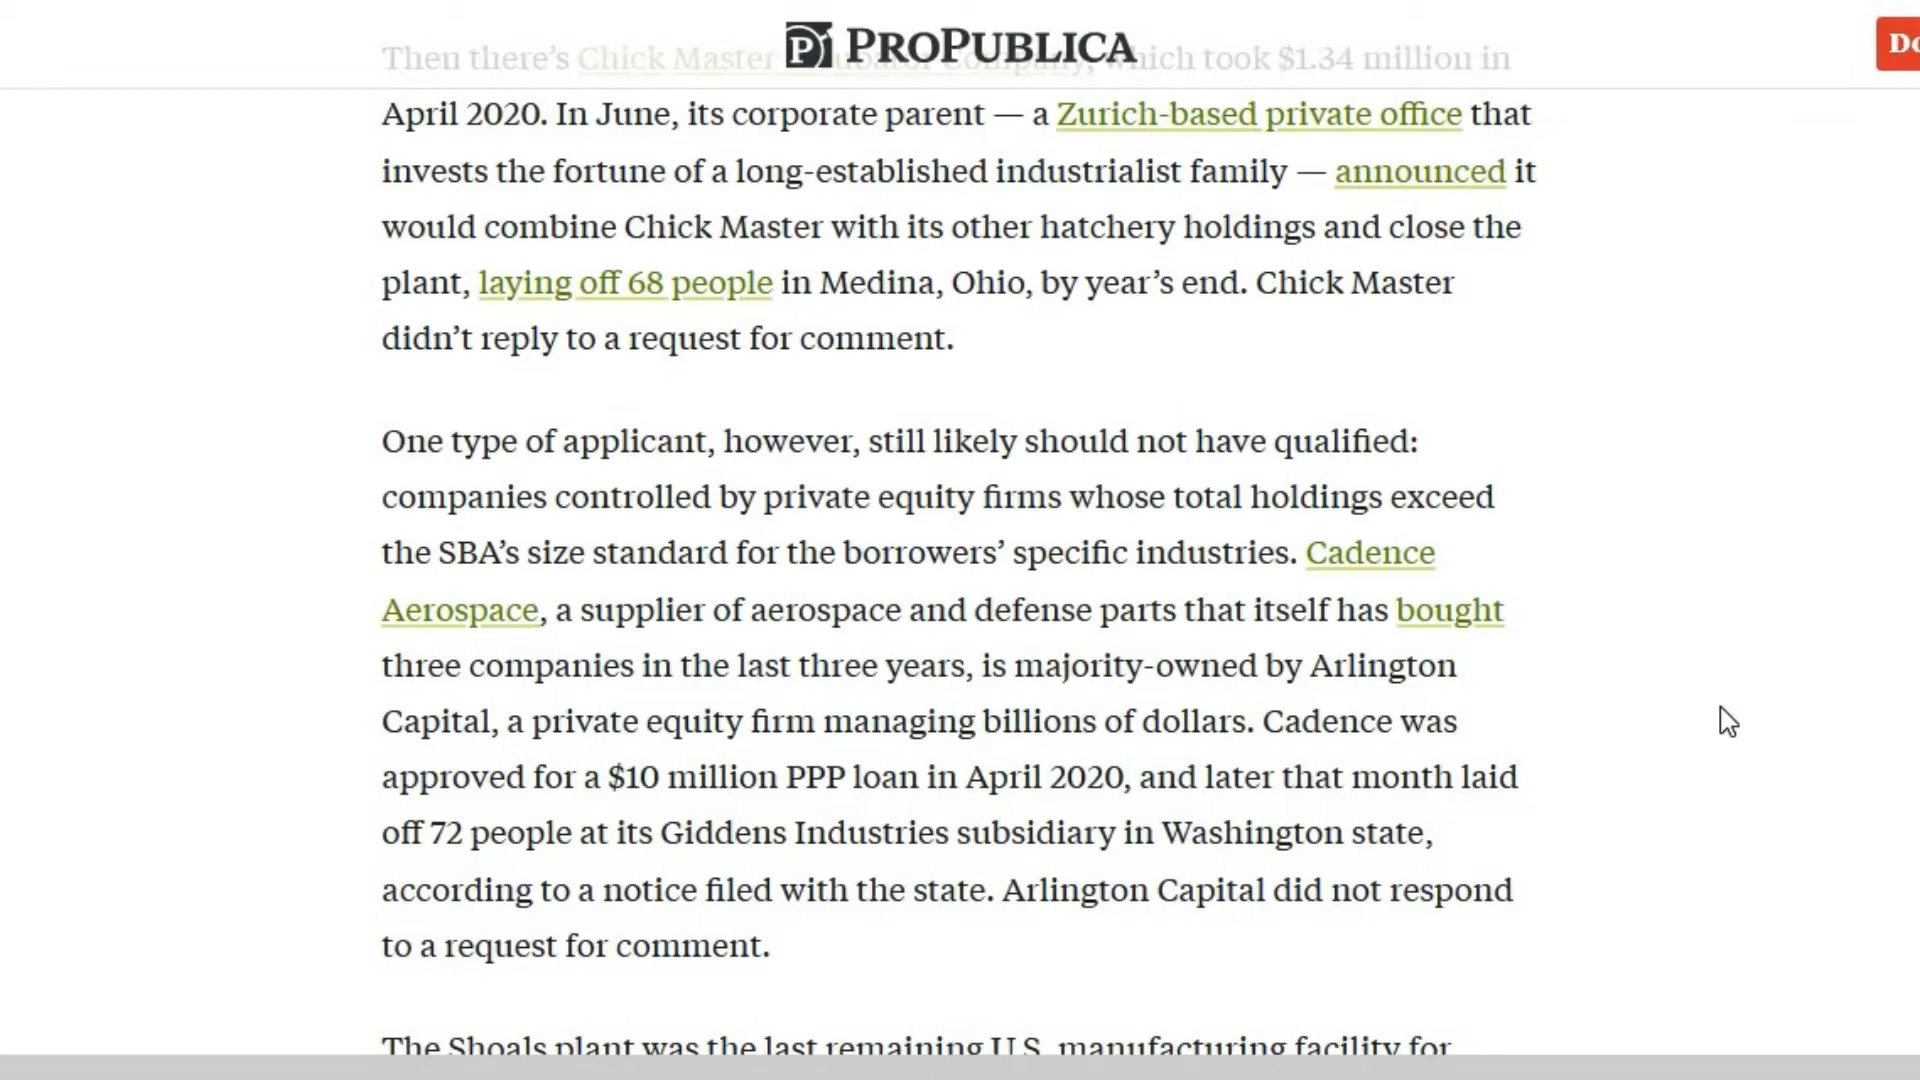 PROPUBLICA
Do
Then there’s Chick Master Incubator Company, which took $1.34 million in
April 2020. In June, its corporate parent — a Zurich-based private office that
invests the fortune of a long-established industrialist family — announced it
would combine Chick Master with its other hatchery holdings and close the
plant, laying off 68 people in Medina, Ohio, by year’s end. Chick Master
didn’t reply to a request for comment.
One type of applicant, however, still likely should not have qualified:
companies controlled by private equity firms whose total holdings exceed
the SBA’s size standard for the borrowers’ specific industries. Cadence
Aerospace, a supplier of aerospace and defense parts that itself has bought
three companies in the last three years, is majority-owned by Arlington
Capital, a private equity firm managing billions of dollars. Cadence was
approved for a $10 million PPP loan in April 2020, and later that month laid
off 72 people at its Giddens Industries subsidiary in Washington state,
according to a notice filed with the state. Arlington Capital did not respond
to a request for comment.
The Shoals plant was the last remaining U.S. manufacturing facility for